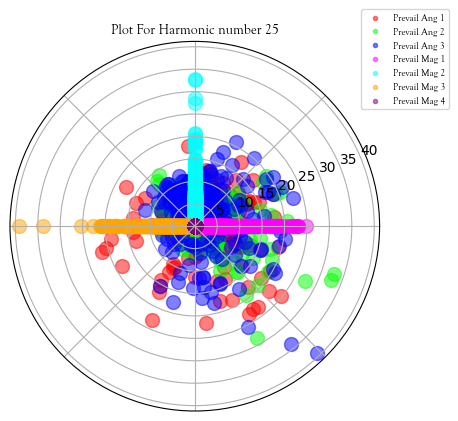 Plot For Harmonic number 25
Prevail Ang 1
Prevail Ang 2
Prevail Ang 3
Prevail Mag 1
Prevail Mag 2
Prevail Mag 3
Prevail Mag 4
5
10
15
20
25
30
35
40